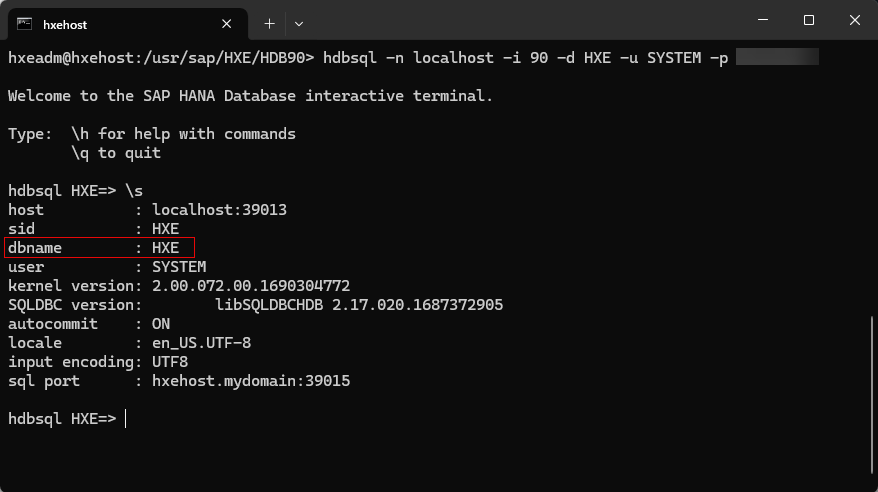 hxehost
hxeadm@hxehost:/usr/sap/HXE/HDB90> hdbsql -n localhost -i 90 -d HXE -u SYSTEM -p
Welcome to the SAP HANA Database interactive terminal.
Type:  \h for help with commands
       \q to quit
hdbsql HXE=> \s
host          : localhost:39013
sid           : HXE
dbname        : HXE
user          : SYSTEM
kernel version: 2.00.072.00.1690304772
SQLDBC version:        libSQLDBCHDB 2.17.020.1687372905
autocommit    : ON
locale        : en_US.UTF-8
input encoding: UTF8
sql port      : hxehost.mydomain:39015
hdbsql HXE=>